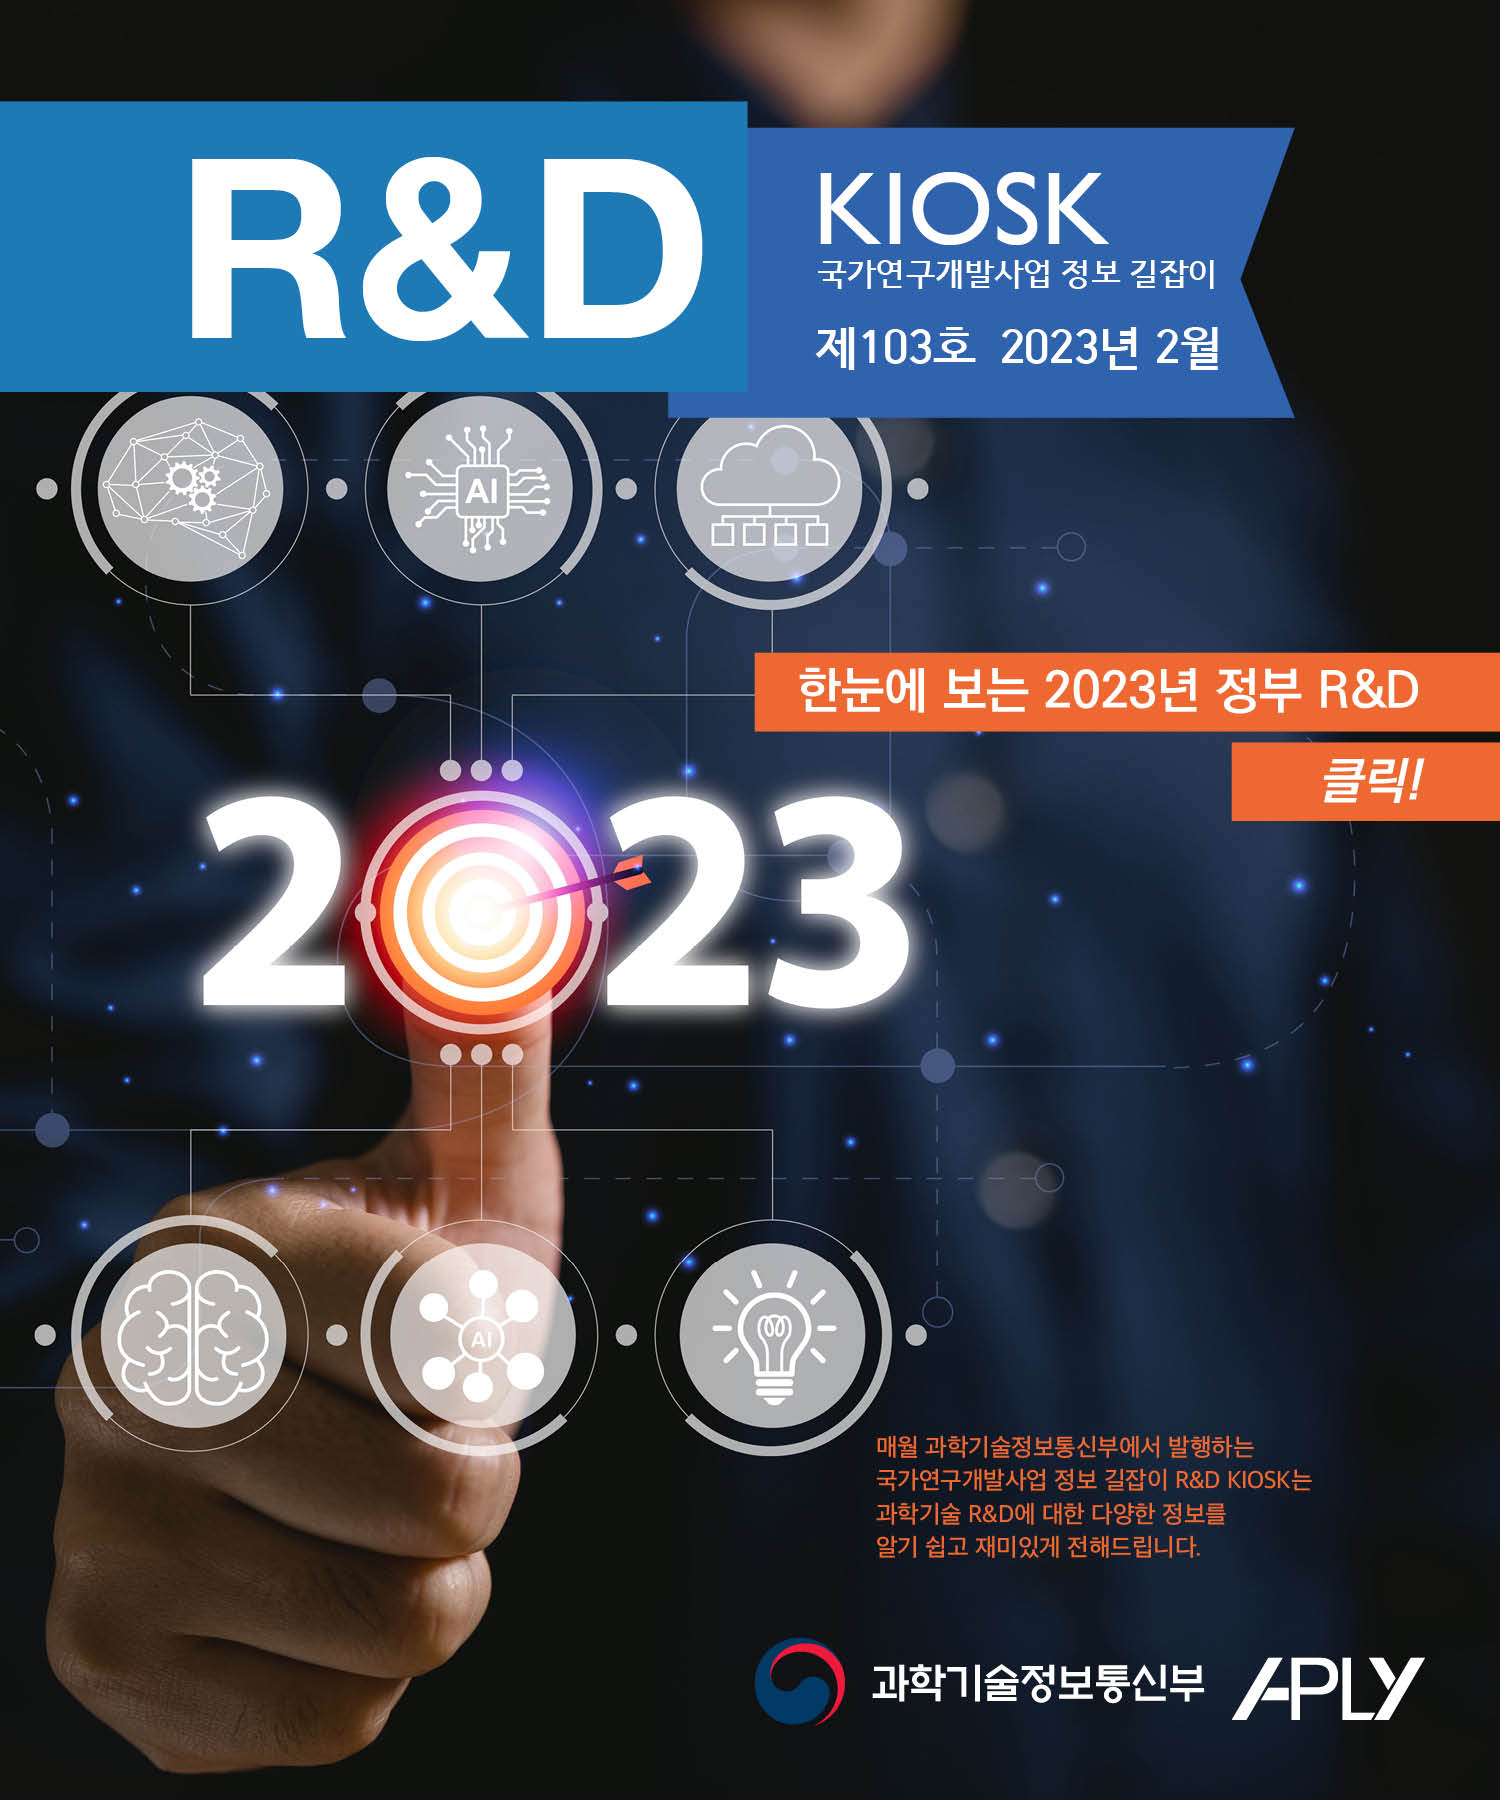 R&D
KIOSK
국가연구개발사업 정보 길잡이
제103호 2023년 2월
AI
한눈에 보는 2023년 정부 R&D
클릭!
2023
AI
매월 과학기술정보통신부에서 발행하는
국가연구개발사업 정보 길잡이 R&D KIOSK는
과학기술 R&D에 대한 다양한 정보를
알기 쉽고 재미있게 전해드립니다.
과학기술정보통신부
APLY